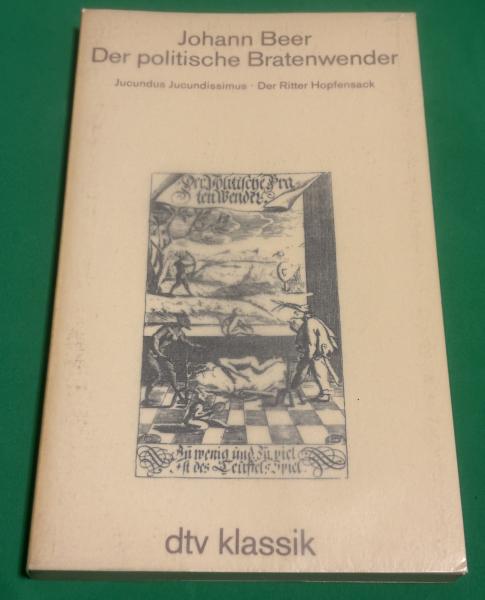 Johann Beer
Der politische Bratenwender
Jucundus Jucundissimus · Der Ritter Hopfensack
Der Politische Bra
ten Wender
Zu wenig und Zu viel
Ist des Teuffels Spiel
dtv klassik